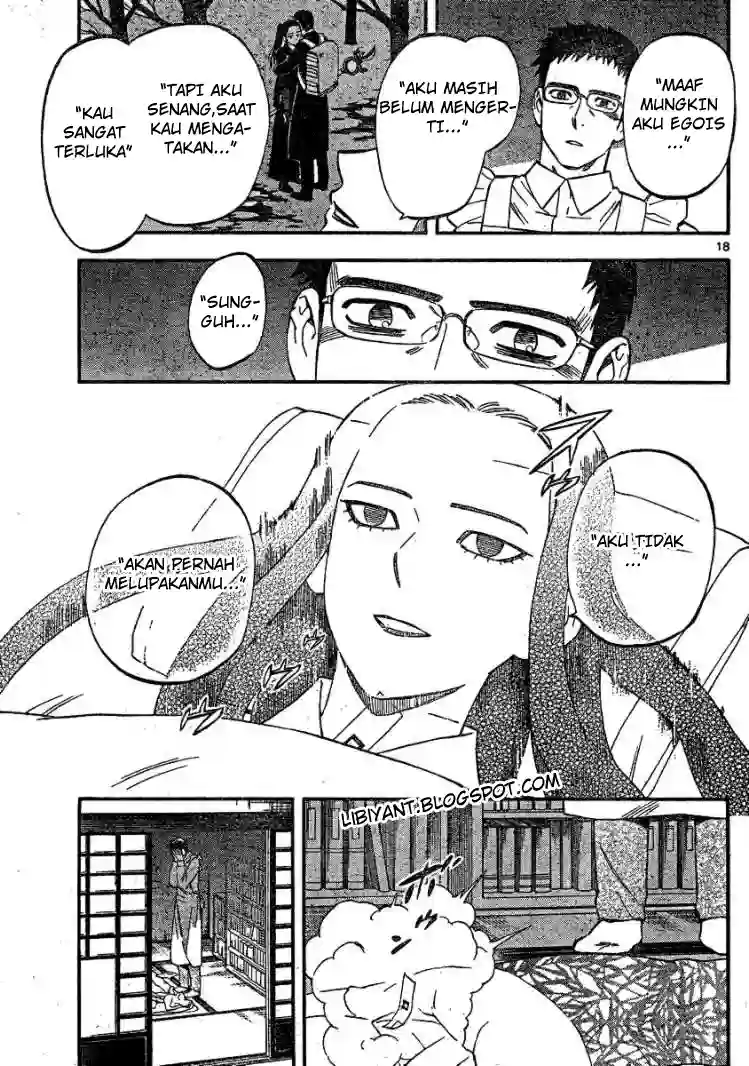 "MAAF
MUNGKIN
AKU EGOIS
..."
"AKU MASIH
BELUM MENGER-
TI..."
"TAPI AKU
SENANG,SAAT
KAU MENGA-
TAKAN..."
"KAU
SANGAT
TERLUKA"
18
"SUNG-
GUH..."
"AKU TIDAK
..."
"AKAN PERNAH
MELUPAKANMU..."
LIBIYANT.BLOGSPOT.COM